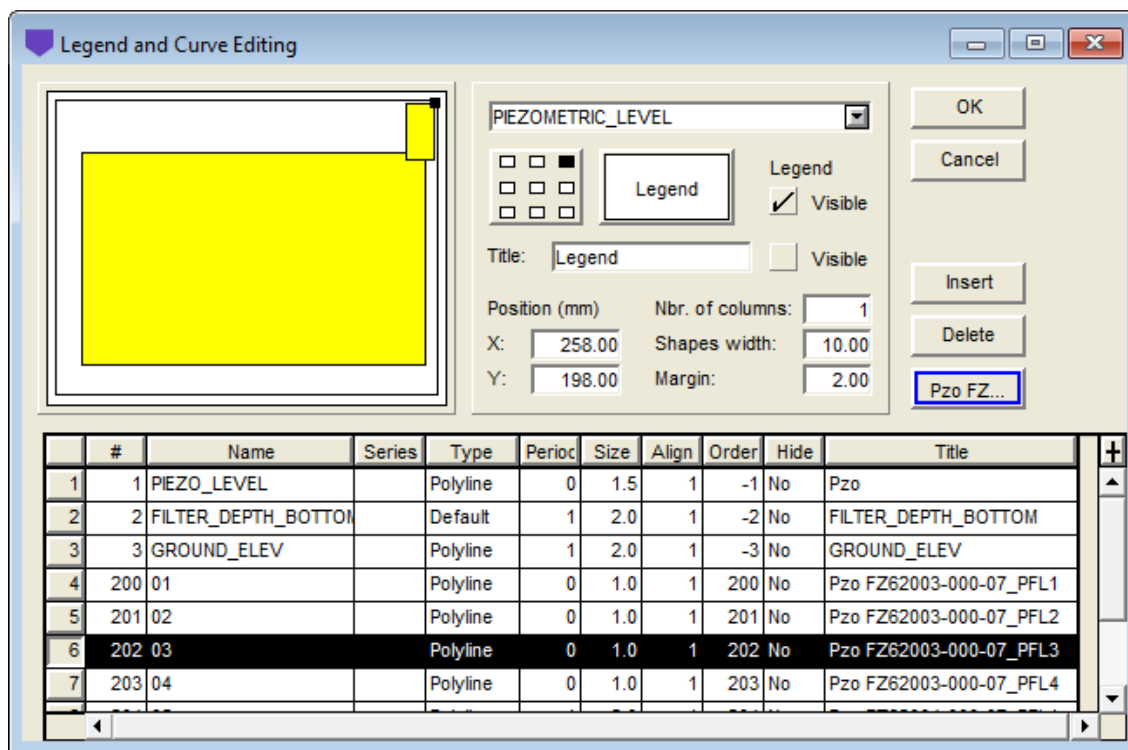 Legend and Curve Editing
PIEZOMETRIC_LEVEL
OK
Cancel
Legend
Legend
Visible
Title: Legend
Visible
Insert
Position (mm)
Nbr. of columns: 1
Delete
X: 258.00
Shapes width: 10.00
Y: 198.00
Margin: 2.00
Pzo FZ...
# Name Series Type Period Size Align Order Hide Title
1 1 PIEZO_LEVEL Polyline 0 1.5 1 -1 No Pzo
2 2 FILTER_DEPTH_BOTTOM Default 1 2.0 1 -2 No FILTER_DEPTH_BOTTOM
3 3 GROUND_ELEV Polyline 1 2.0 1 -3 No GROUND_ELEV
4 200 01 Polyline 0 1.0 1 200 No Pzo FZ62003-000-07_PFL1
5 201 02 Polyline 0 1.0 1 201 No Pzo FZ62003-000-07_PFL2
6 202 03 Polyline 0 1.0 1 202 No Pzo FZ62003-000-07_PFL3
7 203 04 Polyline 0 1.0 1 203 No Pzo FZ62003-000-07_PFL4